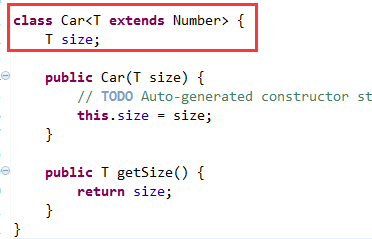 class Car<T extends Number> {
    T size;

    public Car(T size) {
        // TODO Auto-generated constructor st
        this.size = size;
    }

    public T getSize() {
        return size;
    }
}